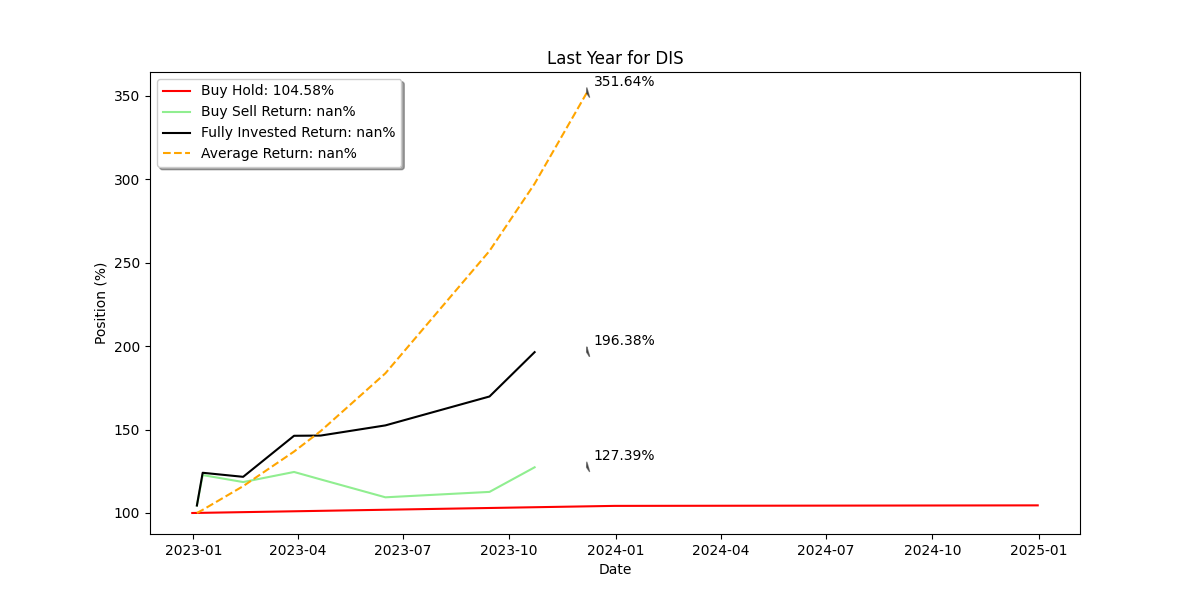 Last Year for DIS
351.64%
Buy Hold: 104.58%
Buy Sell Return: nan%
Fully Invested Return: nan%
Average Return: nan%
350
300
250
200
150
100
Position (%)
196.38%
127.39%
2023-01 2023-04 2023-07 2023-10 2024-01 2024-04 2024-07 2024-10 2025-01
Date